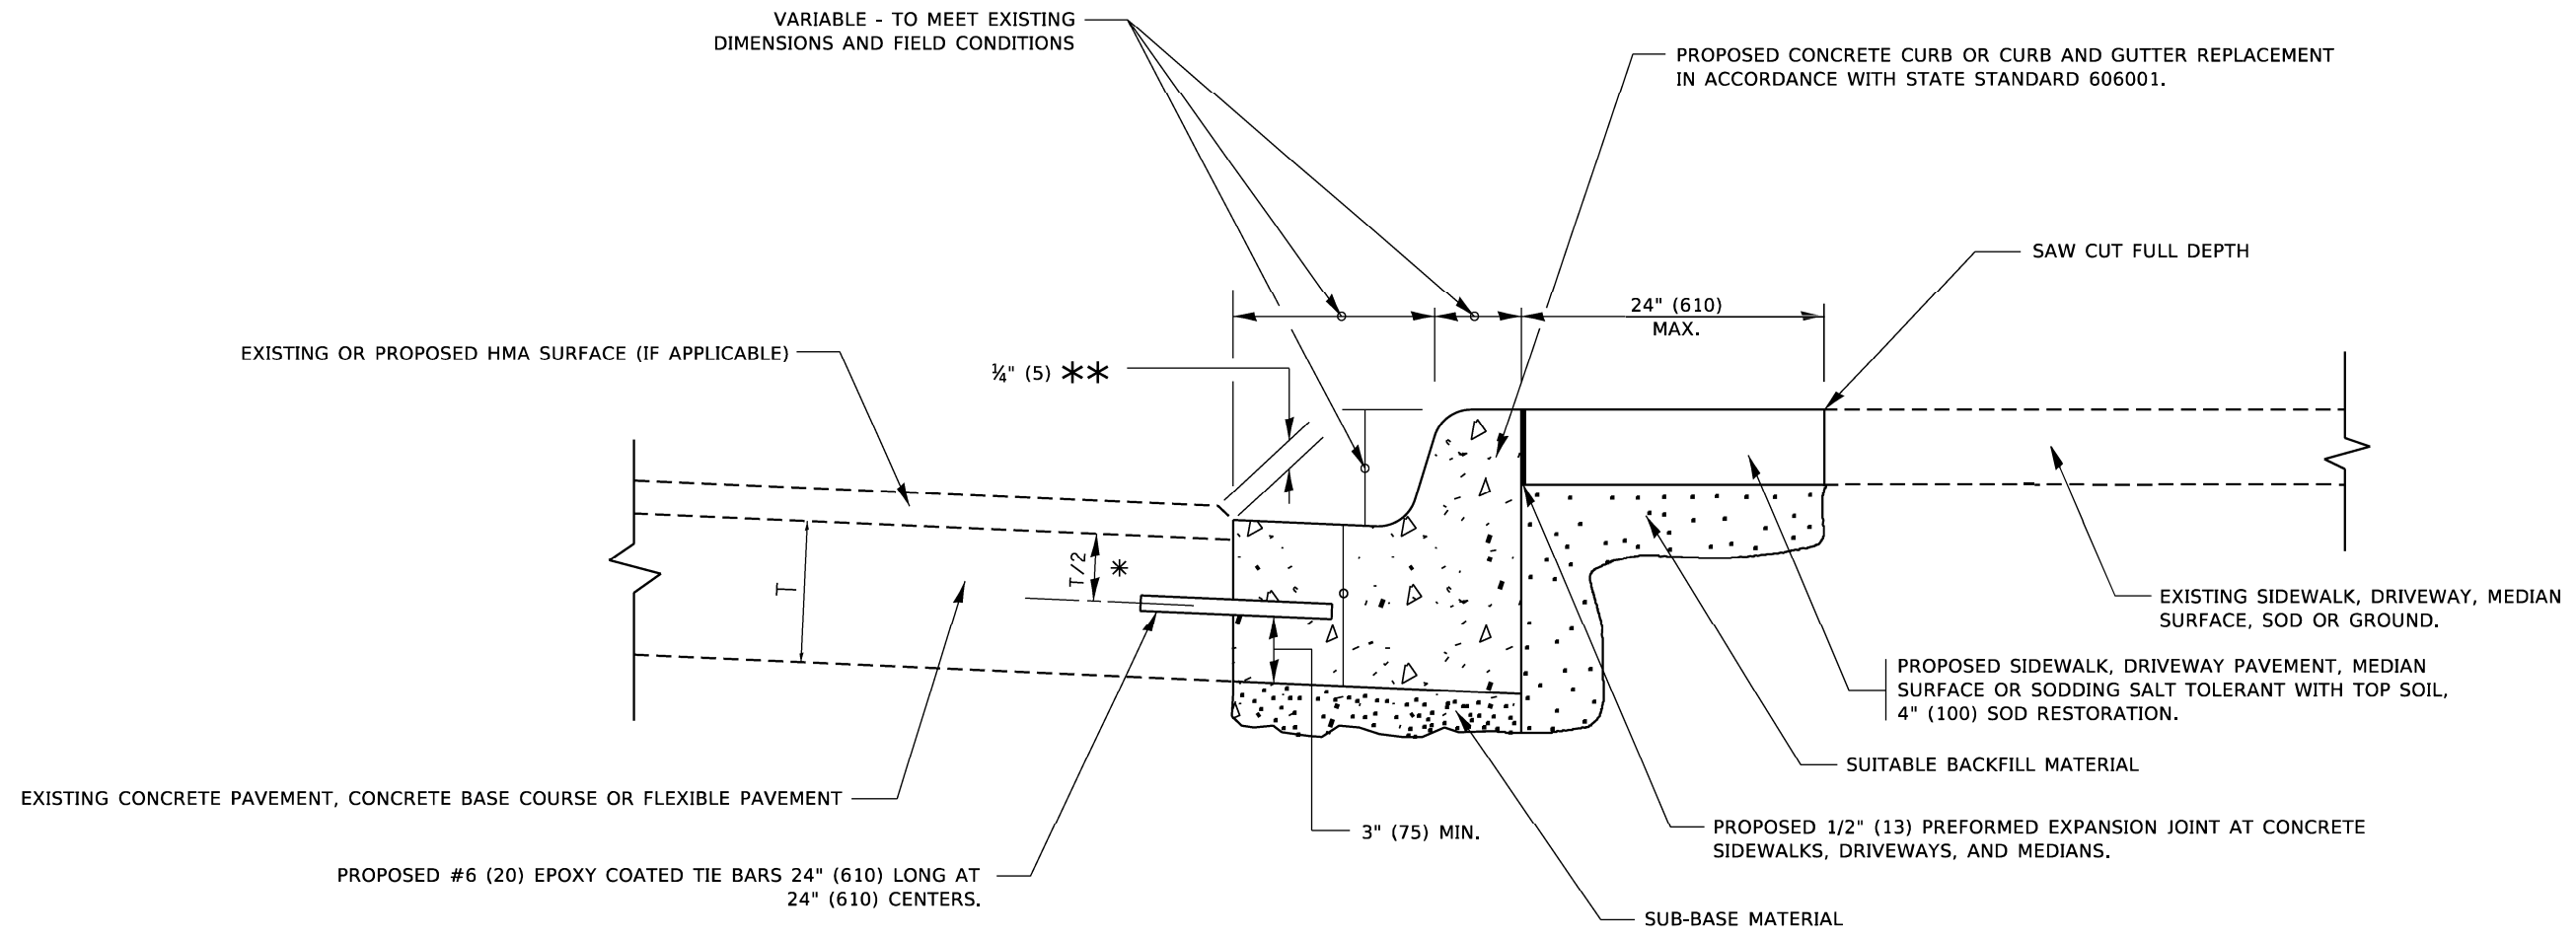 VARIABLE - TO MEET EXISTING
DIMENSIONS AND FIELD CONDITIONS
PROPOSED CONCRETE CURB OR CURB AND GUTTER REPLACEMENT
IN ACCORDANCE WITH STATE STANDARD 606001.
SAW CUT FULL DEPTH
24" (610)
MAX.
EXISTING OR PROPOSED HMA SURFACE (IF APPLICABLE)
¼" (5) **
T
T/2
*
EXISTING SIDEWALK, DRIVEWAY, MEDIAN
SURFACE, SOD OR GROUND.
PROPOSED SIDEWALK, DRIVEWAY PAVEMENT, MEDIAN
SURFACE OR SODDING SALT TOLERANT WITH TOP SOIL,
4" (100) SOD RESTORATION.
SUITABLE BACKFILL MATERIAL
EXISTING CONCRETE PAVEMENT, CONCRETE BASE COURSE OR FLEXIBLE PAVEMENT
3" (75) MIN.
PROPOSED 1/2" (13) PREFORMED EXPANSION JOINT AT CONCRETE
SIDEWALKS, DRIVEWAYS, AND MEDIANS.
PROPOSED #6 (20) EPOXY COATED TIE BARS 24" (610) LONG AT
24" (610) CENTERS.
SUB-BASE MATERIAL